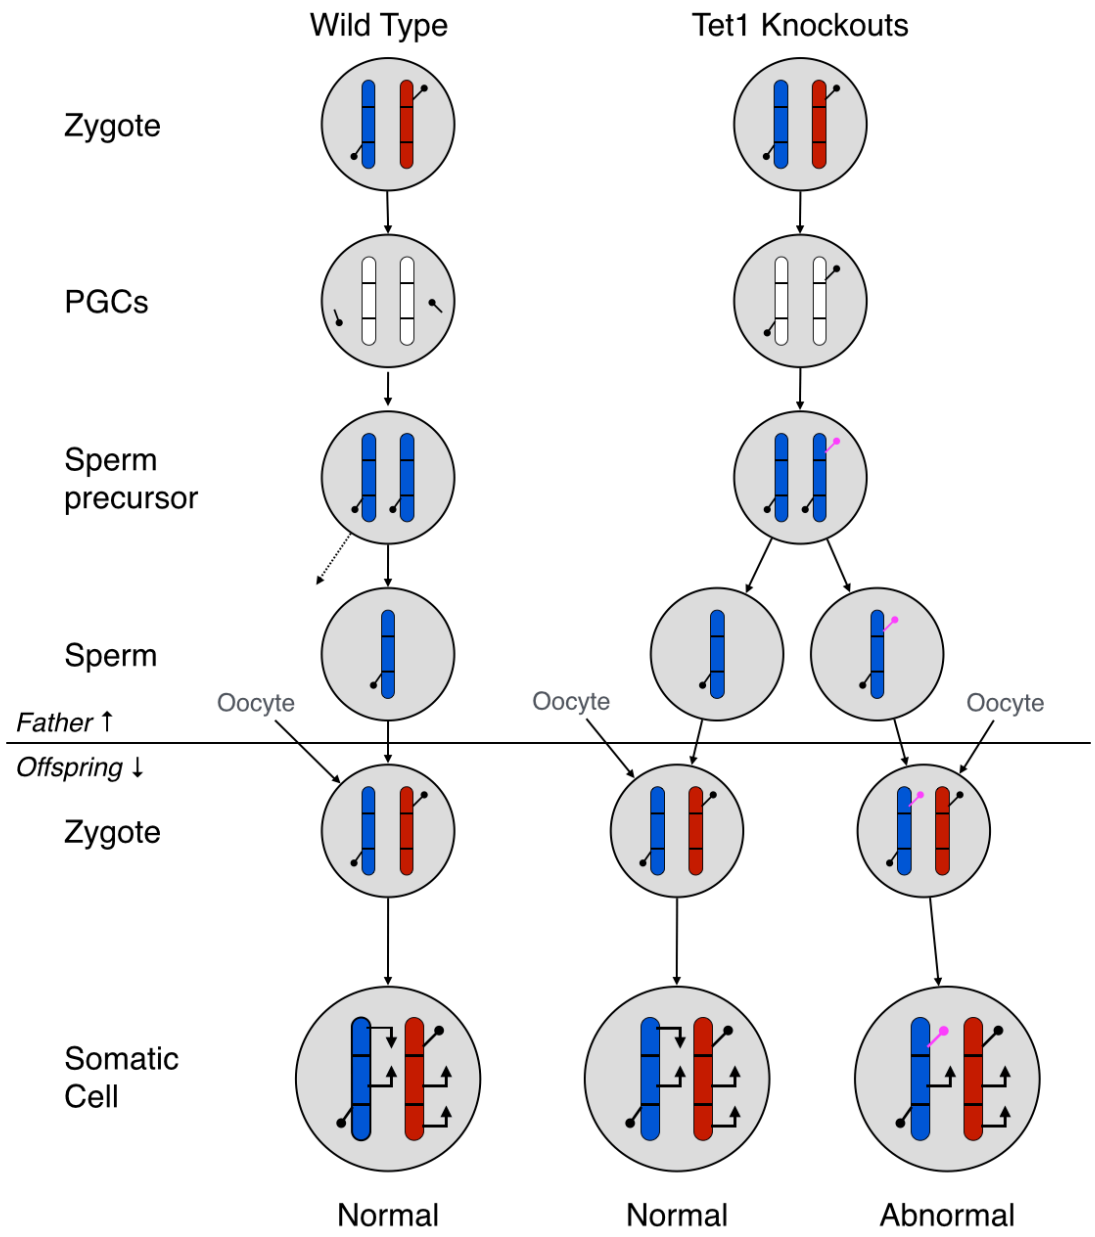 Wild Type
Tet1 Knockouts
Zygote
PGCs
Sperm
precursor
Sperm
Oocyte
Oocyte
Oocyte
Father ↑
Offspring ↓
Zygote
Somatic
Cell
Normal
Normal
Abnormal